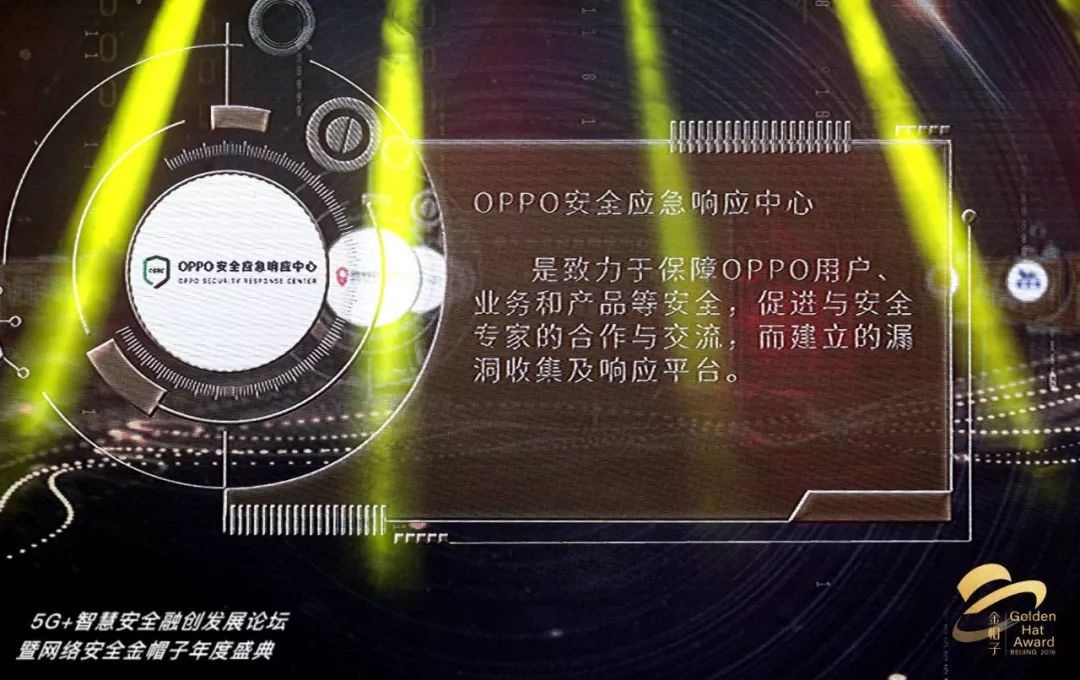 OSRC
OPPO安全应急响应中心
OPPO SECURITY RESPONSE CENTER
OPPO安全应急响应中心
是致力于保障OPPO用户、
业务和产品等安全，促进与安全
专家的合作与交流，而建立的漏
洞收集及响应平台。
5G+智慧安全融创发展论坛
暨网络安全金帽子年度盛典
金帽子
Golden
Hat
Award
BEIJING 2019